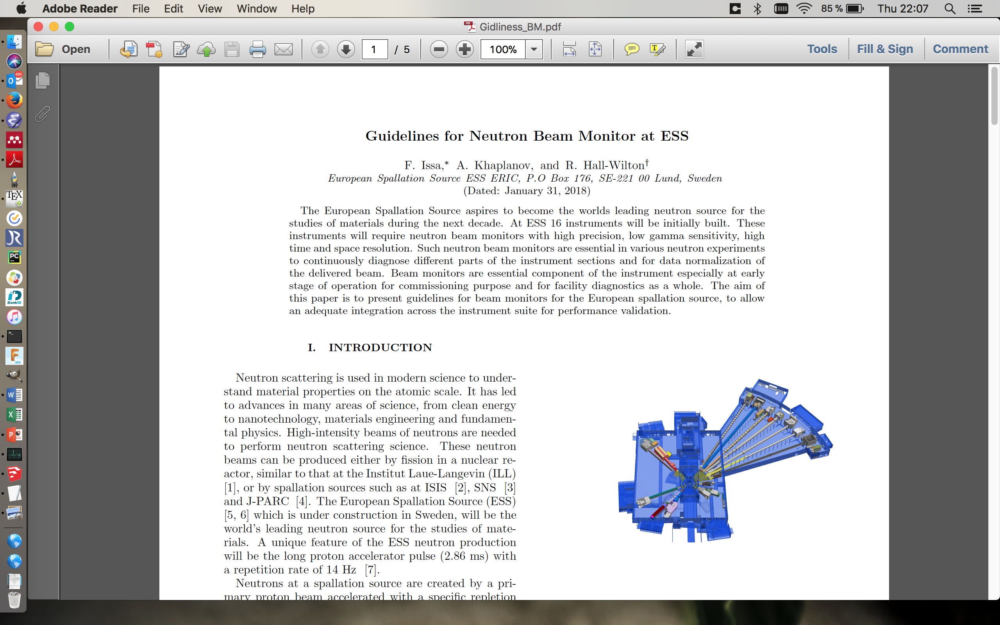 Adobe Reader File Edit View Window Help 85 % Thu 22:07
Gidliness_BM.pdf
Open 1 / 5 100% Tools Fill & Sign Comment
485
Guidelines for Neutron Beam Monitor at ESS
F. Issa,* A. Khaplanov, and R. Hall-Wilton†
European Spallation Source ESS ERIC, P.O Box 176, SE-221 00 Lund, Sweden
(Dated: January 31, 2018)
The European Spallation Source aspires to become the worlds leading neutron source for the
studies of materials during the next decade. At ESS 16 instruments will be initially built. These
instruments will require neutron beam monitors with high precision, low gamma sensitivity, high
time and space resolution. Such neutron beam monitors are essential in various neutron experiments
to continuously diagnose different parts of the instrument sections and for data normalization of
the delivered beam. Beam monitors are essential component of the instrument especially at early
stage of operation for commissioning purpose and for facility diagnostics as a whole. The aim of
this paper is to present guidelines for beam monitors for the European spallation source, to allow
an adequate integration across the instrument suite for performance validation.
I. INTRODUCTION
Neutron scattering is used in modern science to under-
stand material properties on the atomic scale. It has led
to advances in many areas of science, from clean energy
to nanotechnology, materials engineering and fundamen-
tal physics. High-intensity beams of neutrons are needed
to perform neutron scattering science. These neutron
beams can be produced either by fission in a nuclear re-
actor, similar to that at the Institut Laue-Langevin (ILL)
[1], or by spallation sources such as at ISIS [2], SNS [3]
and J-PARC [4]. The European Spallation Source (ESS)
[5, 6] which is under construction in Sweden, will be the
world's leading neutron source for the studies of mate-
rials. A unique feature of the ESS neutron production
will be the long proton accelerator pulse (2.86 ms) with
a repetition rate of 14 Hz [7].
Neutrons at a spallation source are created by a pri-
mary proton beam accelerated with a specific repletion
TEX
JR
PC
BankID
F
360
W
X
P